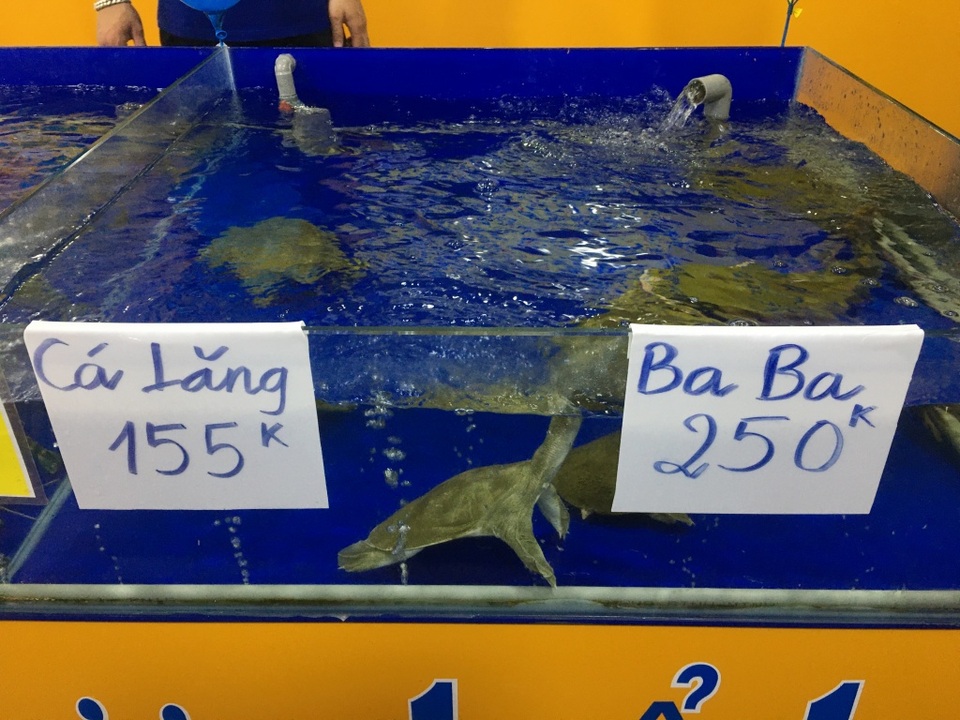 Cá Lăng
155K
Ba Ba
250K